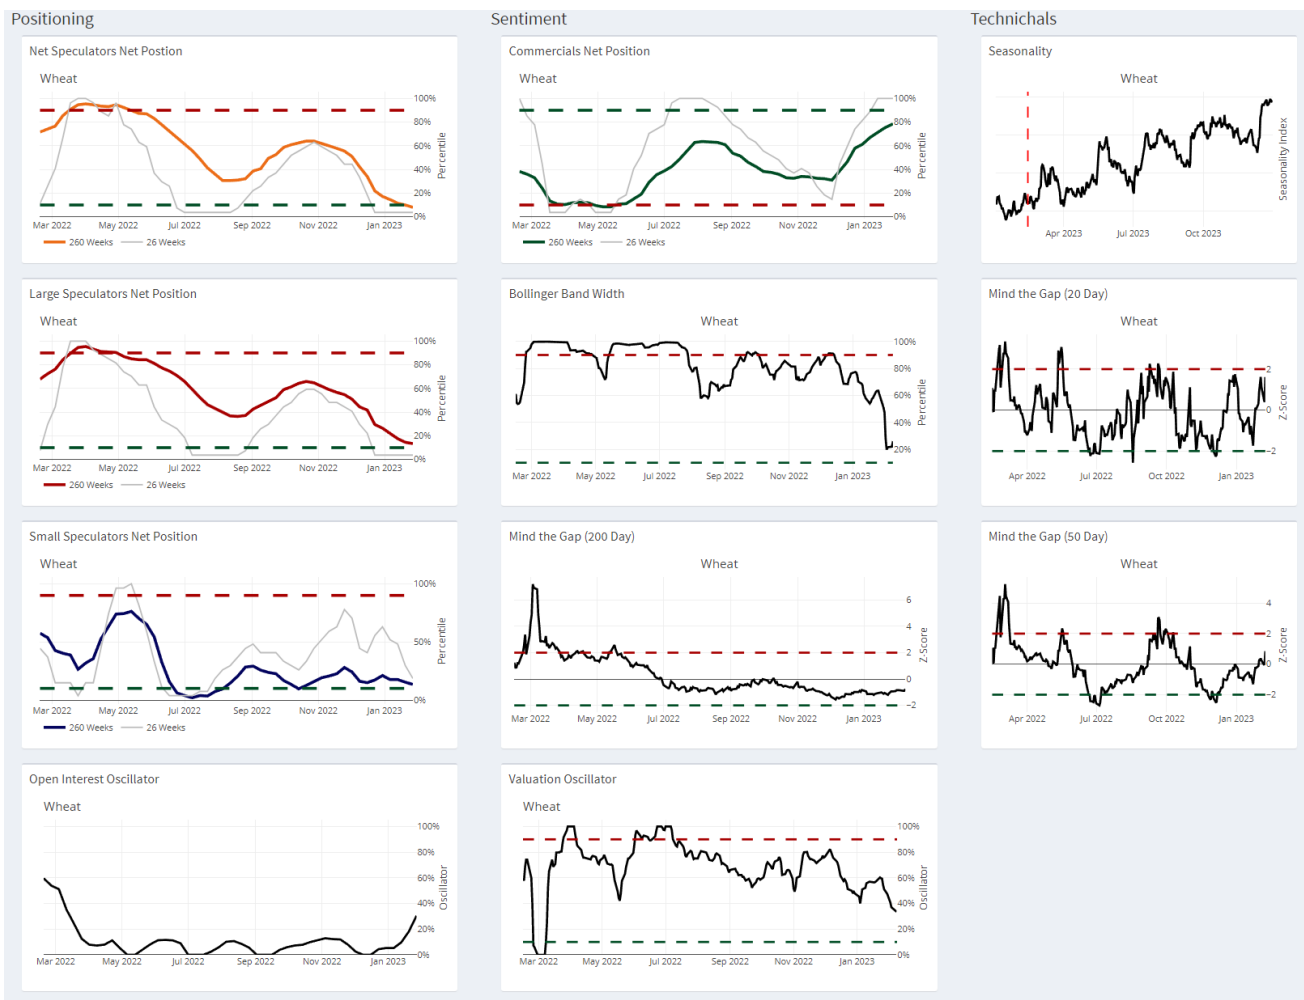 Positioning
Sentiment
Technichals
Net Speculators Net Postion
Wheat
100%
80%
60%
40%
20%
0%
Percentile
Mar 2022 May 2022 Jul 2022 Sep 2022 Nov 2022 Jan 2023
260 Weeks 26 Weeks
Commercials Net Position
Wheat
100%
80%
60%
40%
20%
0%
Percentile
Mar 2022 May 2022 Jul 2022 Sep 2022 Nov 2022 Jan 2023
260 Weeks 26 Weeks
Seasonality
Wheat
Seasonality Index
Apr 2023 Jul 2023 Oct 2023
Large Speculators Net Position
Wheat
100%
80%
60%
40%
20%
0%
Percentile
Mar 2022 May 2022 Jul 2022 Sep 2022 Nov 2022 Jan 2023
260 Weeks 26 Weeks
Bollinger Band Width
Wheat
100%
80%
60%
40%
20%
Percentile
Mar 2022 May 2022 Jul 2022 Sep 2022 Nov 2022 Jan 2023
Mind the Gap (20 Day)
Wheat
2
0
−2
Z-Score
Apr 2022 Jul 2022 Oct 2022 Jan 2023
Small Speculators Net Position
Wheat
100%
50%
0%
Percentile
Mar 2022 May 2022 Jul 2022 Sep 2022 Nov 2022 Jan 2023
260 Weeks 26 Weeks
Mind the Gap (200 Day)
Wheat
6
4
2
0
−2
Z-Score
Mar 2022 May 2022 Jul 2022 Sep 2022 Nov 2022 Jan 2023
Mind the Gap (50 Day)
Wheat
4
2
0
−2
Z-Score
Apr 2022 Jul 2022 Oct 2022 Jan 2023
Open Interest Oscillator
Wheat
100%
80%
60%
40%
20%
0%
Oscillator
Mar 2022 May 2022 Jul 2022 Sep 2022 Nov 2022 Jan 2023
Valuation Oscillator
Wheat
100%
80%
60%
40%
20%
0%
Oscillator
Mar 2022 May 2022 Jul 2022 Sep 2022 Nov 2022 Jan 2023